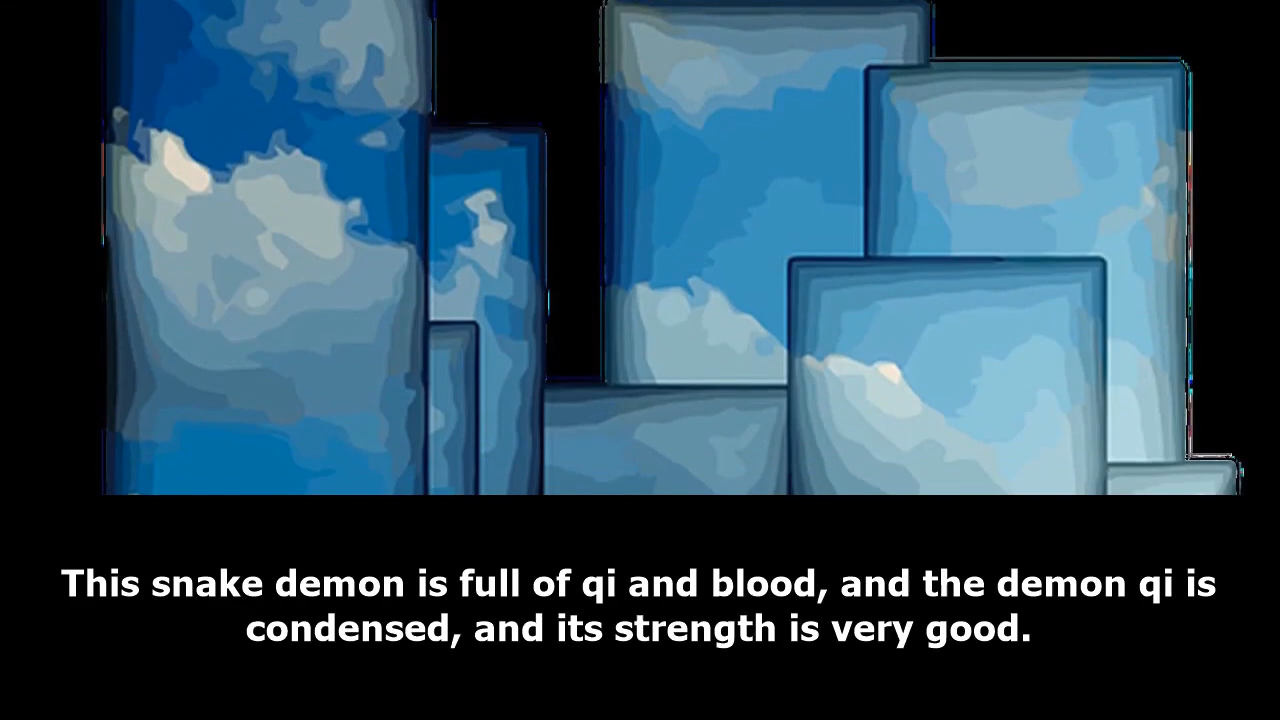 This snake demon is full of qi and blood, and the demon qi is
condensed, and its strength is very good.